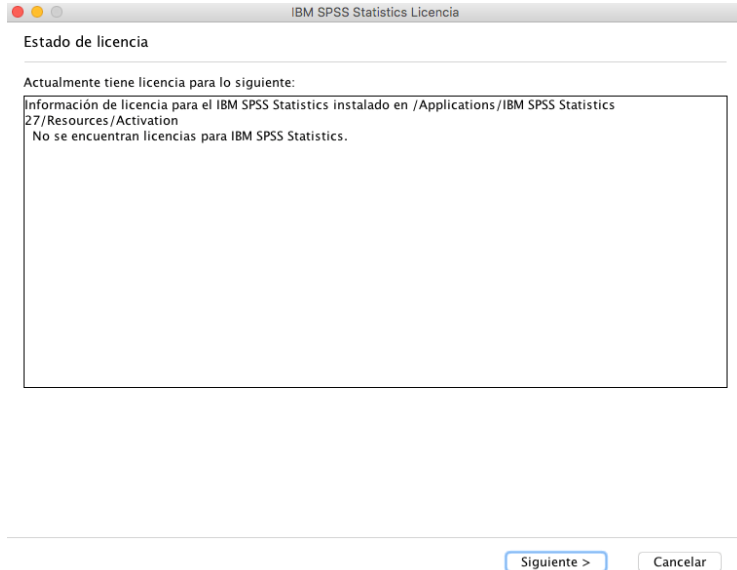 IBM SPSS Statistics Licencia
Estado de licencia
Actualmente tiene licencia para lo siguiente:
Información de licencia para el IBM SPSS Statistics instalado en /Applications/IBM SPSS Statistics
27/Resources/Activation
No se encuentran licencias para IBM SPSS Statistics.
Siguiente >
Cancelar